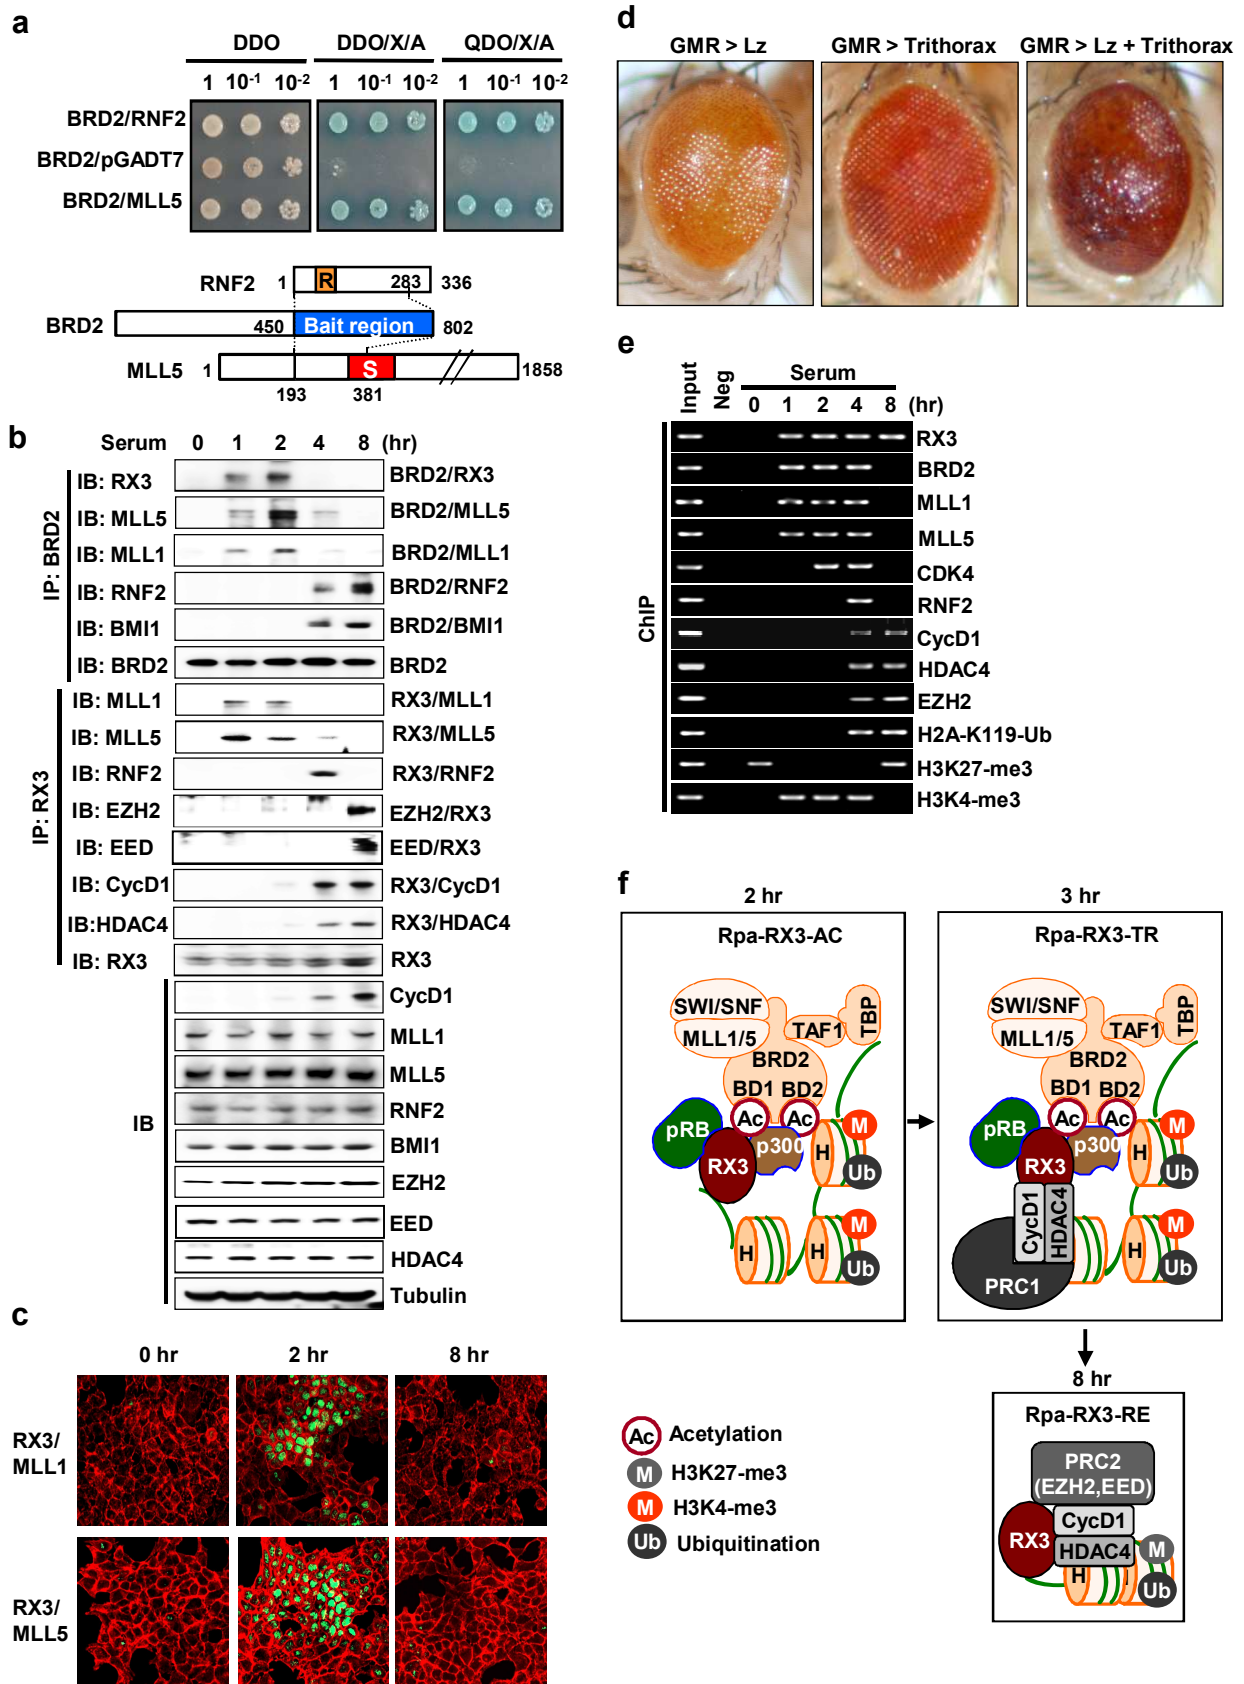 a
DDO DDO/X/A QDO/X/A
1 10-1 10-2 1 10-1 10-2 1 10-1 10-2
BRD2/RNF2
BRD2/pGADT7
BRD2/MLL5
RNF2 1 R 283 336
BRD2 450 Bait region 802
MLL5 1 S 1858
193 381
b
Serum 0 1 2 4 8 (hr)
IP: BRD2
IB: RX3 BRD2/RX3
IB: MLL5 BRD2/MLL5
IB: MLL1 BRD2/MLL1
IB: RNF2 BRD2/RNF2
IB: BMI1 BRD2/BMI1
IB: BRD2 BRD2
IP: RX3
IB: MLL1 RX3/MLL1
IB: MLL5 RX3/MLL5
IB: RNF2 RX3/RNF2
IB: EZH2 EZH2/RX3
IB: EED EED/RX3
IB: CycD1 RX3/CycD1
IB:HDAC4 RX3/HDAC4
IB: RX3 RX3
IB
CycD1
MLL1
MLL5
RNF2
BMI1
EZH2
EED
HDAC4
Tubulin
c
0 hr 2 hr 8 hr
RX3/
MLL1
RX3/
MLL5
d
GMR > Lz GMR > Trithorax GMR > Lz + Trithorax
e
Input Neg Serum
0 1 2 4 8 (hr)
ChIP
RX3
BRD2
MLL1
MLL5
CDK4
RNF2
CycD1
HDAC4
EZH2
H2A-K119-Ub
H3K27-me3
H3K4-me3
f
2 hr
Rpa-RX3-AC
SWI/SNF
MLL1/5
TAF1
TBP
BRD2
BD1 BD2
Ac Ac
pRB
RX3
p300
H
M
Ub
H
H
M
Ub
3 hr
Rpa-RX3-TR
SWI/SNF
MLL1/5
TAF1
TBP
BRD2
BD1 BD2
Ac Ac
pRB
RX3
p300
H
M
Ub
CycD1
HDAC4
PRC1
H
M
Ub
8 hr
Rpa-RX3-RE
PRC2
(EZH2,EED)
CycD1
RX3
HDAC4
H
M
Ub
Ac Acetylation
M H3K27-me3
M H3K4-me3
Ub Ubiquitination